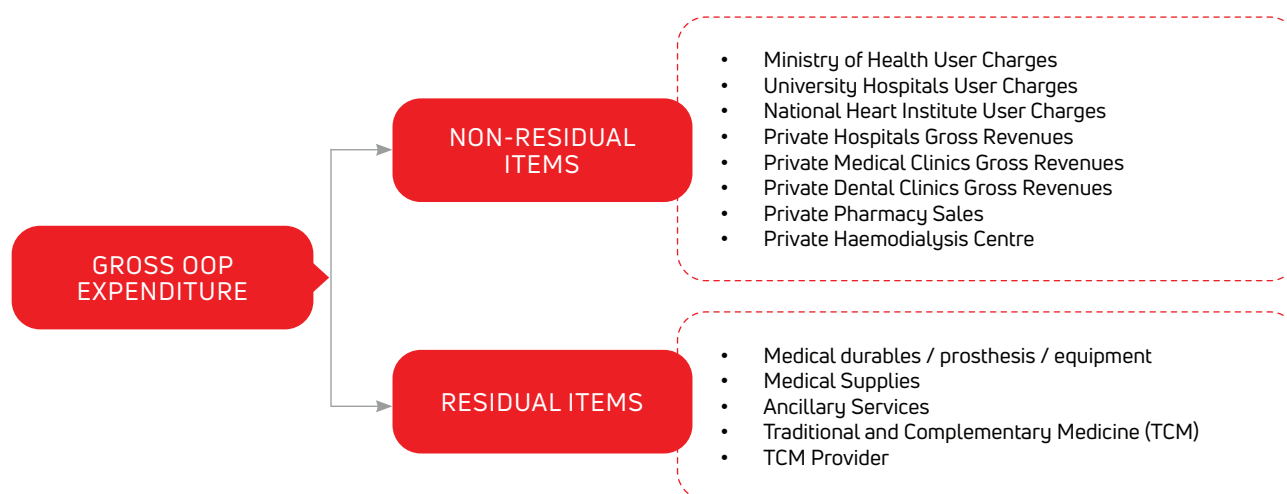 GROSS OOP
EXPENDITURE
NON-RESIDUAL
ITEMS
• Ministry of Health User Charges
• University Hospitals User Charges
• National Heart Institute User Charges
• Private Hospitals Gross Revenues
• Private Medical Clinics Gross Revenues
• Private Dental Clinics Gross Revenues
• Private Pharmacy Sales
• Private Haemodialysis Centre
RESIDUAL ITEMS
• Medical durables / prosthesis / equipment
• Medical Supplies
• Ancillary Services
• Traditional and Complementary Medicine (TCM)
• TCM Provider